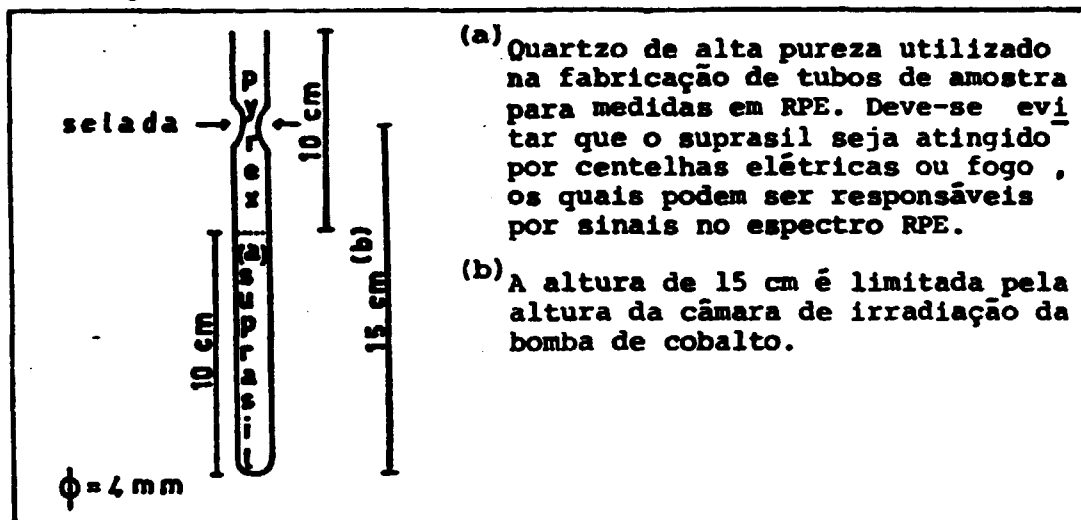 (a) Quartzo de alta pureza utilizado
na fabricação de tubos de amostra
para medidas em RPE. Deve-se evi
tar que o suprasil seja atingido
por centelhas elétricas ou fogo ,
os quais podem ser responsáveis
por sinais no espectro RPE.
(b) A altura de 15 cm é limitada pela
altura da câmara de irradiação da
bomba de cobalto.
selada
Pyrex
10 cm
(a)
suprasil
10 cm
15 cm (b)
ϕ = 4 mm